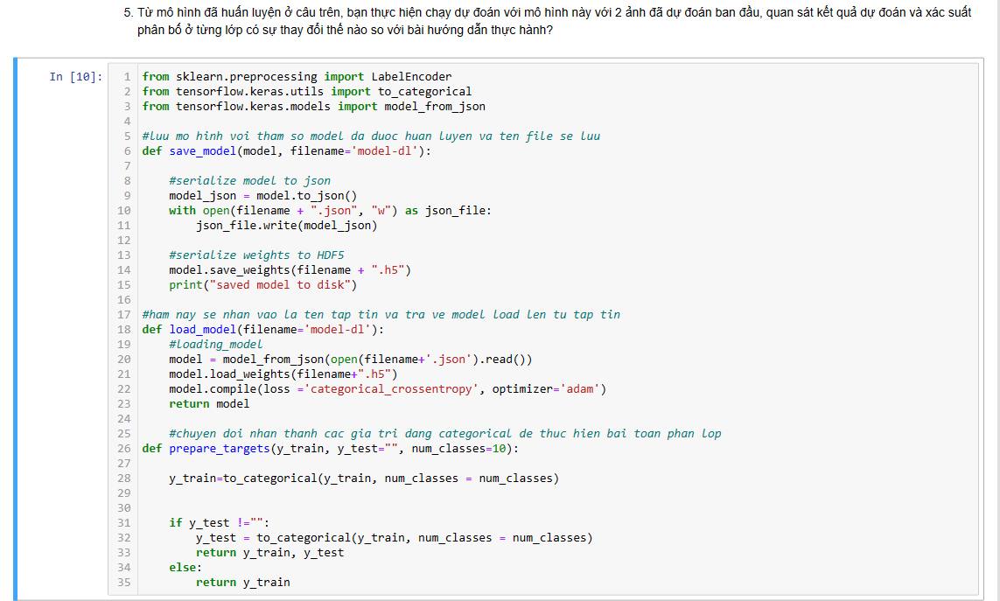 5. Từ mô hình đã huấn luyện ở câu trên, bạn thực hiện chạy dự đoán với mô hình này với 2 ảnh đã dự đoán ban đầu, quan sát kết quả dự đoán và xác suất
phân bố ở từng lớp có sự thay đổi thế nào so với bài hướng dẫn thực hành?
In [10]:
1 from sklearn.preprocessing import LabelEncoder
2 from tensorflow.keras.utils import to_categorical
3 from tensorflow.keras.models import model_from_json
4
5 #luu mo hinh voi tham so model da duoc huan luyen va ten file se luu
6 def save_model(model, filename='model-dl'):
7
8     #serialize model to json
9     model_json = model.to_json()
10     with open(filename + ".json", "w") as json_file:
11         json_file.write(model_json)
12
13     #serialize weights to HDF5
14     model.save_weights(filename + ".h5")
15     print("saved model to disk")
16
17 #ham nay se nhan vao la ten tap tin va tra ve model load len tu tap tin
18 def load_model(filename='model-dl'):
19     #loading_model
20     model = model_from_json(open(filename+'.json').read())
21     model.load_weights(filename+".h5")
22     model.compile(loss ='categorical_crossentropy', optimizer='adam')
23     return model
24
25     #chuyen doi nhan thanh cac gia tri dang categorical de thuc hien bai toan phan lop
26 def prepare_targets(y_train, y_test="", num_classes=10):
27
28     y_train=to_categorical(y_train, num_classes = num_classes)
29
30
31     if y_test !="":
32         y_test = to_categorical(y_train, num_classes = num_classes)
33         return y_train, y_test
34     else:
35         return y_train